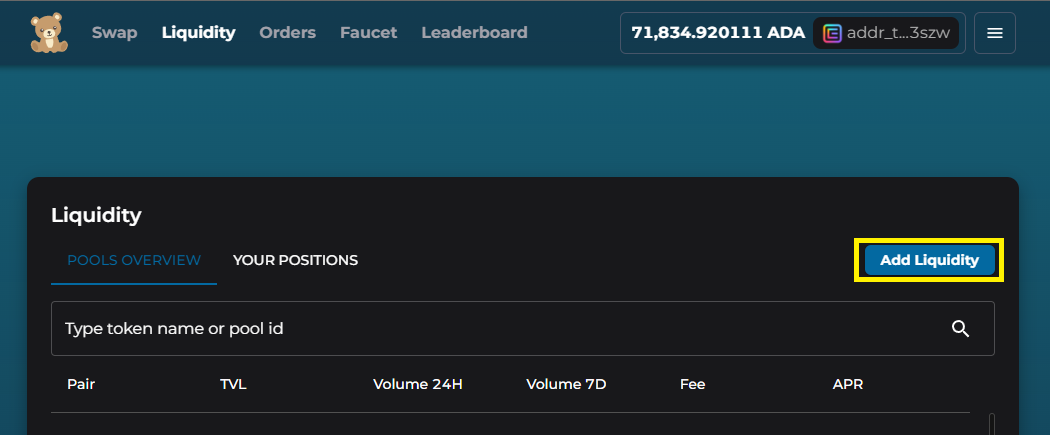 Swap Liquidity Orders Faucet Leaderboard 71,834.920111 ADA addr_t...3szw
Liquidity
POOLS OVERVIEW YOUR POSITIONS Add Liquidity
Type token name or pool id
Pair TVL Volume 24H Volume 7D Fee APR